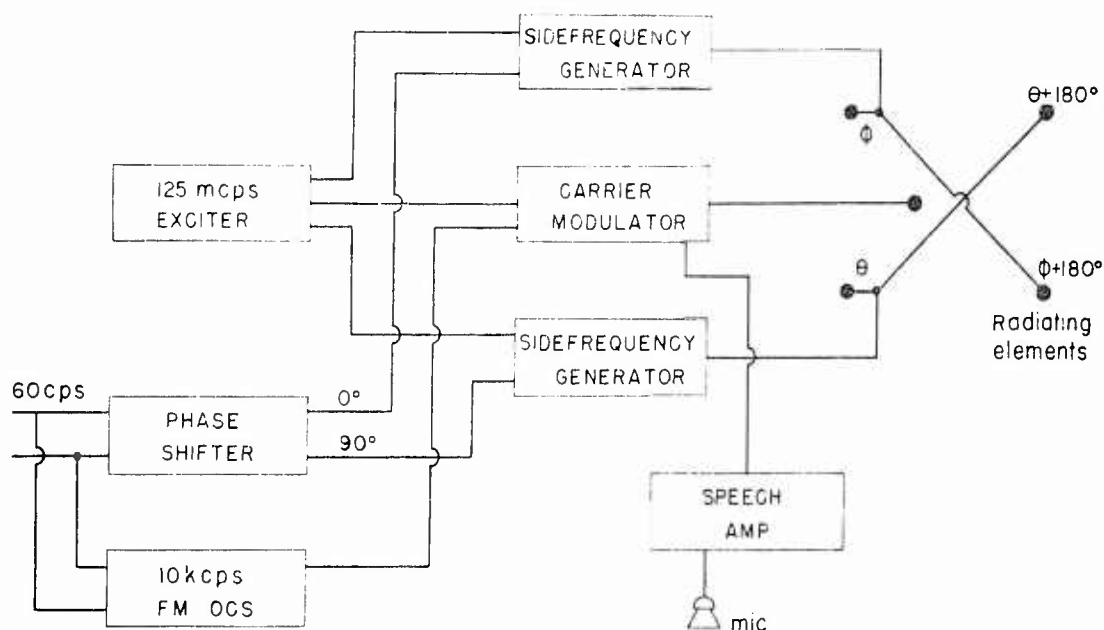 SIDEFREQUENCY
GENERATOR
θ+180°
ϕ
125 mcps
EXCITER
CARRIER
MODULATOR
θ
ϕ+180°
Radiating
elements
SIDEFREQUENCY
GENERATOR
60cps
0°
PHASE
SHIFTER
90°
SPEECH
AMP
10kcps
FM OCS
mic